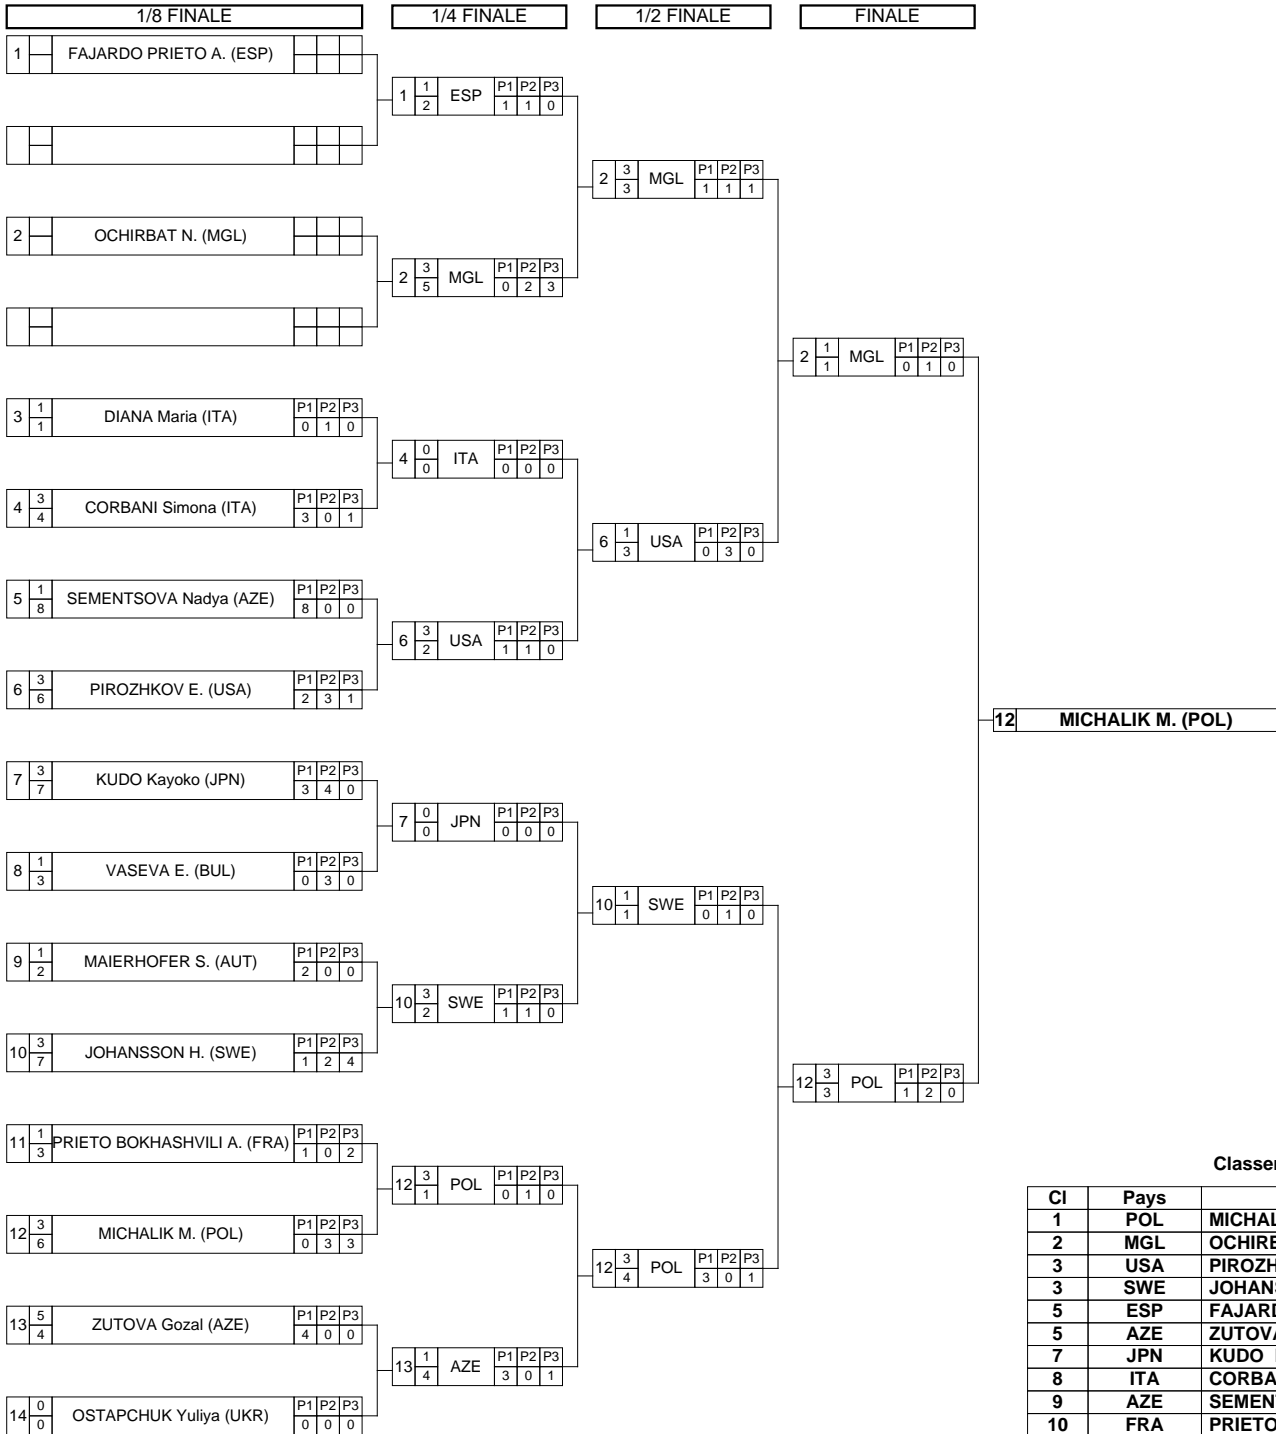 1/8 FINALE 1/4 FINALE 1/2 FINALE FINALE
1 FAJARDO PRIETO A. (ESP)
1 1 2 ESP P1 P2 P3 1 1 0
2 3 3 MGL P1 P2 P3 1 1 1
2 OCHIRBAT N. (MGL)
2 3 5 MGL P1 P2 P3 0 2 3
2 1 1 MGL P1 P2 P3 0 1 0
3 1 1 DIANA Maria (ITA) P1 P2 P3 0 1 0
4 0 0 ITA P1 P2 P3 0 0 0
4 3 4 CORBANI Simona (ITA) P1 P2 P3 3 0 1
6 1 3 USA P1 P2 P3 0 3 0
5 1 8 SEMENTSOVA Nadya (AZE) P1 P2 P3 8 0 0
6 3 2 USA P1 P2 P3 1 1 0
6 3 6 PIROZHKOV E. (USA) P1 P2 P3 2 3 1
12 MICHALIK M. (POL)
7 3 7 KUDO Kayoko (JPN) P1 P2 P3 3 4 0
7 0 0 JPN P1 P2 P3 0 0 0
8 1 3 VASEVA E. (BUL) P1 P2 P3 0 3 0
10 1 1 SWE P1 P2 P3 0 1 0
9 1 2 MAIERHOFER S. (AUT) P1 P2 P3 2 0 0
10 3 2 SWE P1 P2 P3 1 1 0
10 3 7 JOHANSSON H. (SWE) P1 P2 P3 1 2 4
12 3 3 POL P1 P2 P3 1 2 0
11 1 3 PRIETO BOKHASHVILI A. (FRA) P1 P2 P3 1 0 2
12 3 1 POL P1 P2 P3 0 1 0
12 3 6 MICHALIK M. (POL) P1 P2 P3 0 3 3
12 3 4 POL P1 P2 P3 3 0 1
13 5 4 ZUTOVA Gozal (AZE) P1 P2 P3 4 0 0
13 1 4 AZE P1 P2 P3 3 0 1
14 0 0 OSTAPCHUK Yuliya (UKR) P1 P2 P3 0 0 0
Classe
Cl Pays
1 POL MICHAL
2 MGL OCHIRB
3 USA PIROZH
3 SWE JOHAN
5 ESP FAJARD
5 AZE ZUTOVA
7 JPN KUDO
8 ITA CORBA
9 AZE SEMEN
10 FRA PRIETO